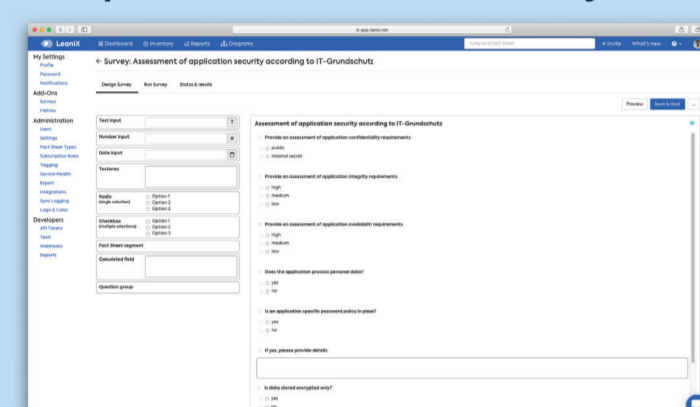 app.leanix.net
LeanIX Dashboard Inventory Reports Diagrams Jump to a Fact Sheet + Invite What's new
My Settings
Profile
Password
Notifications
Add-Ons
Surveys
Metrics
Administration
Users
Settings
Fact Sheet Types
Subscription Roles
Tagging
Service Health
Export
Integrations
Sync Logging
Logo & Color
Developers
API Tokens
Tools
Webhooks
Reports
← Survey: Assessment of application security according to IT-Grundschutz
Design Survey Run Survey Status & results
Preview Save & Next ...
Text input T
Number input #
Date input
Textarea
Radio
(single selection)
Option 1
Option 2
Option 3
Checkbox
(multiple selections)
Option 1
Option 2
Option 3
Fact Sheet segment
Calculated field
Question group
Assessment of application security according to IT-Grundschutz
Provide an assessment of application confidentiality requirements
public
internal secret
Provide an assessment of application integrity requirements
high
medium
low
Provide an assessment of application availability requirements
high
medium
low
Does the application process personal data?
yes
no
Is an application specific password policy in place?
yes
no
If yes, please provide details
Is data stored encrypted only?
yes